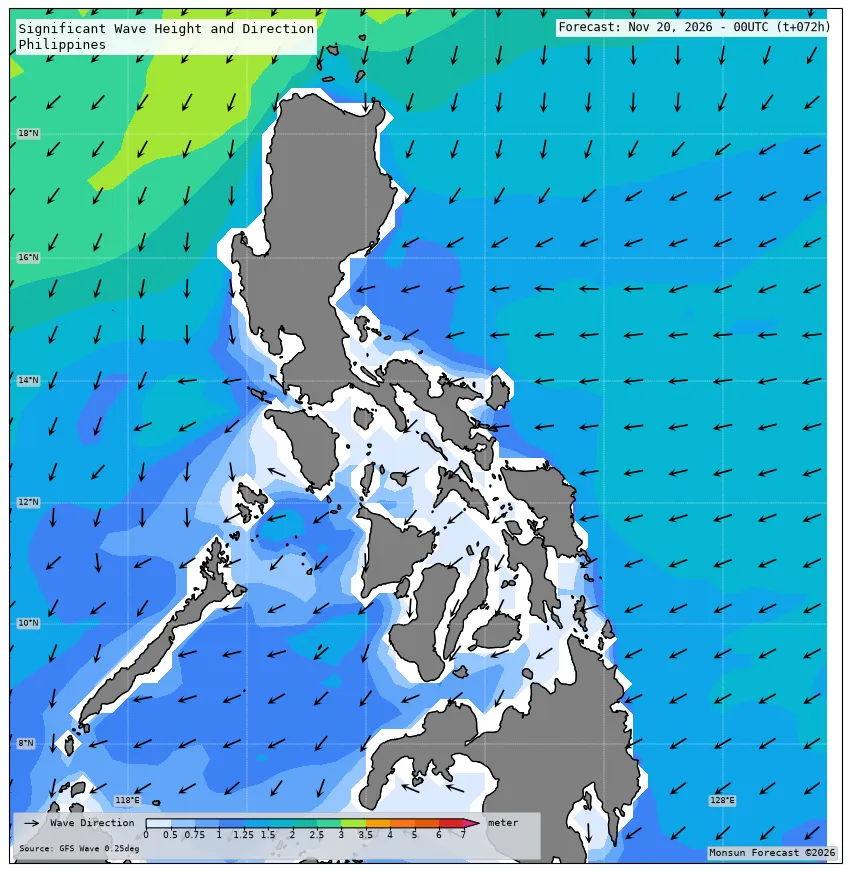 Significant Wave Height and Direction
Philippines
Forecast: Nov 20, 2026 - 00UTC (t+072h)
18°N
16°N
14°N
12°N
10°N
8°N
118°E
128°E
Wave Direction
0 0.5 0.75 1 1.25 1.5 2 2.5 3 3.5 4 5 6 7
meter
Source: GFS Wave 0.25deg
Monsun Forecast ©2026